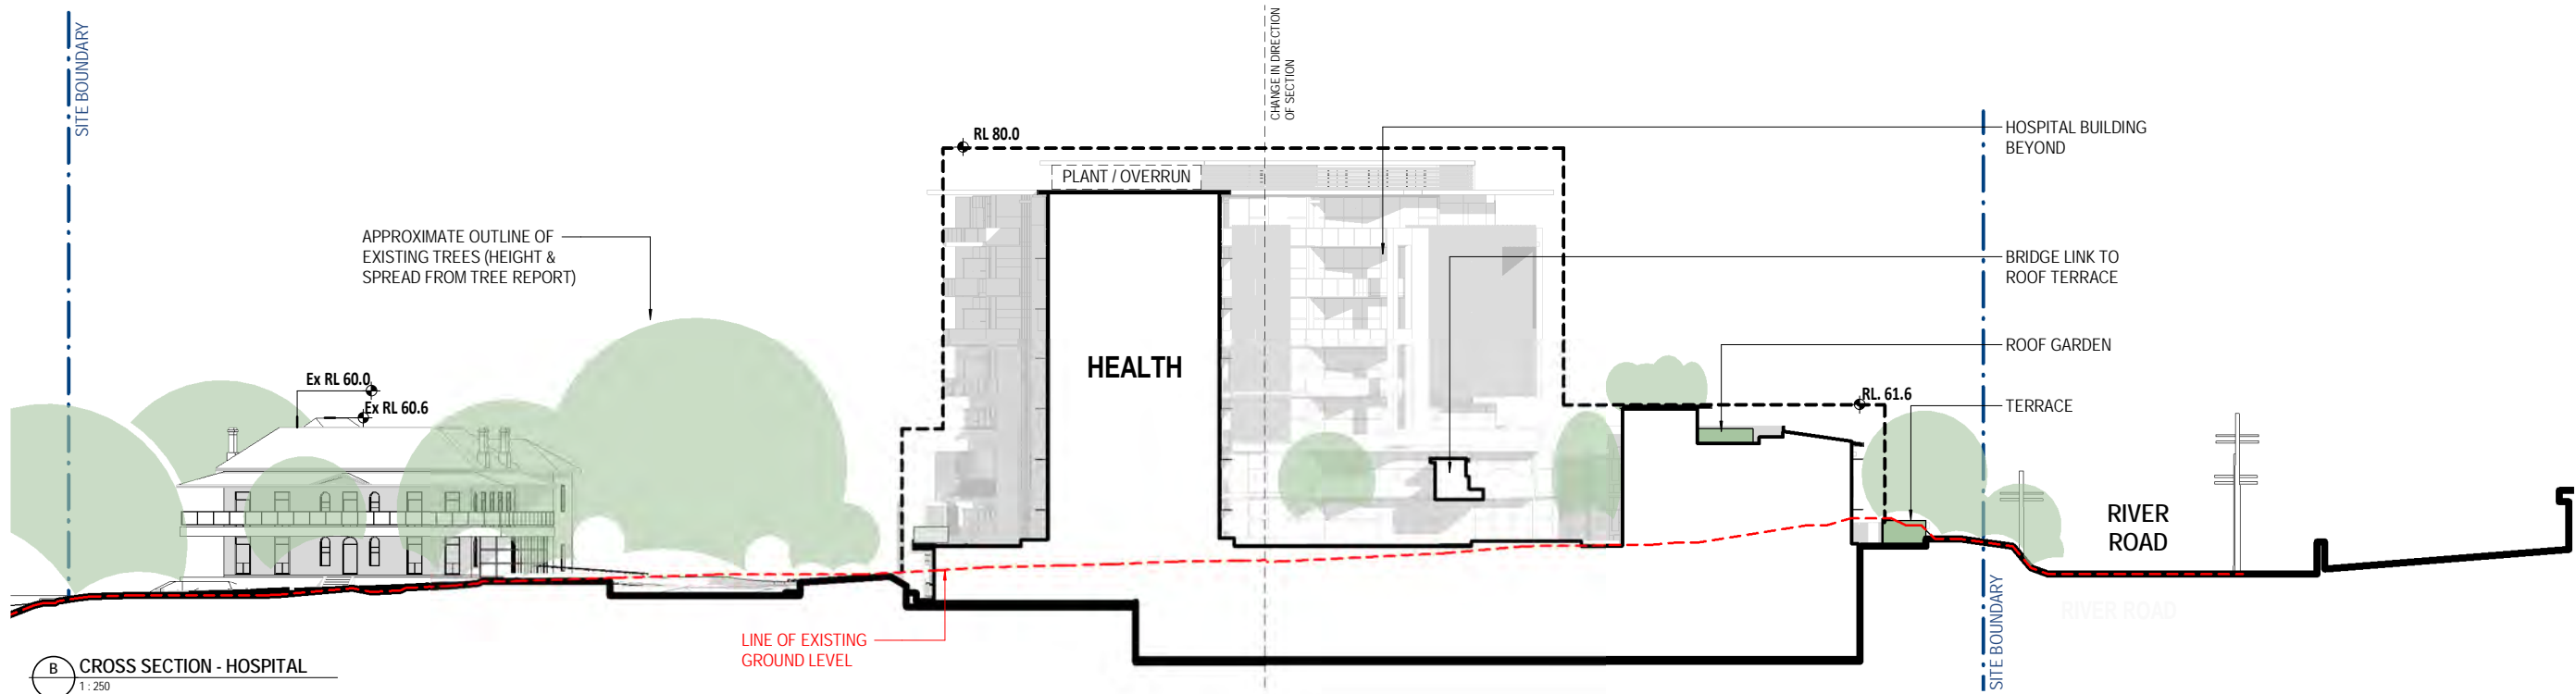 SITE BOUNDARY
CHANGE IN DIRECTION
OF SECTION
RL 80.0
HOSPITAL BUILDING
BEYOND
PLANT / OVERRUN
APPROXIMATE OUTLINE OF
EXISTING TREES (HEIGHT &
SPREAD FROM TREE REPORT)
BRIDGE LINK TO
ROOF TERRACE
ROOF GARDEN
HEALTH
Ex RL 60.0
Ex RL 60.6
RL. 61.6
TERRACE
RIVER
ROAD
RIVER ROAD
LINE OF EXISTING
GROUND LEVEL
SITE BOUNDARY
B
CROSS SECTION - HOSPITAL
1 : 250